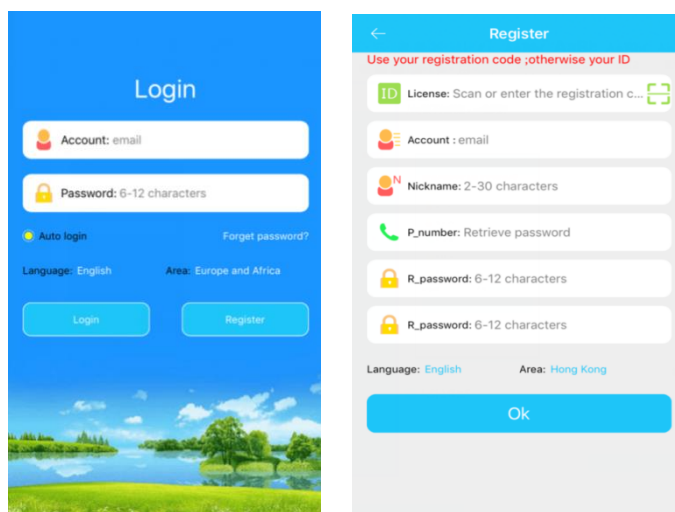 Login
Account: email
Password: 6-12 characters
Auto login Forget password?
Language: English Area: Europe and Africa
Login Register
Register
Use your registration code ;otherwise your ID
ID License: Scan or enter the registration c...
Account : email
N Nickname: 2-30 characters
P_number: Retrieve password
R_password: 6-12 characters
R_password: 6-12 characters
Language: English Area: Hong Kong
Ok